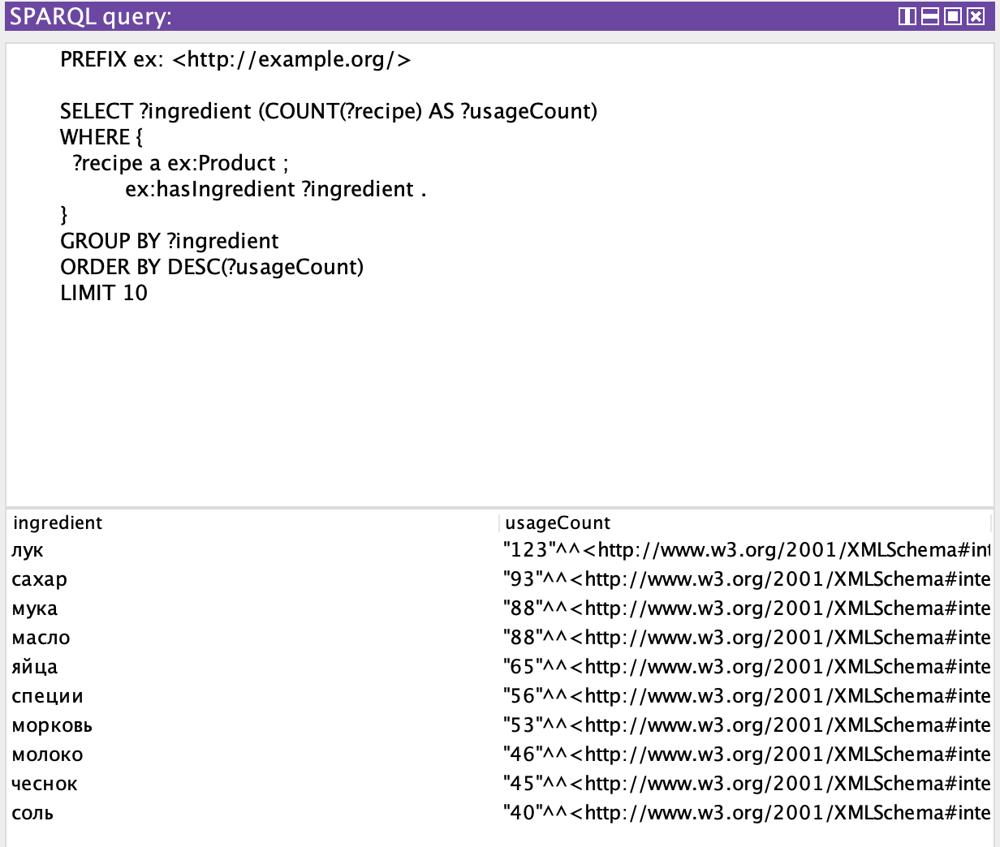 SPARQL query:
PREFIX ex: <http://example.org/>
SELECT ?ingredient (COUNT(?recipe) AS ?usageCount)
WHERE {
?recipe a ex:Product ;
ex:hasIngredient ?ingredient .
}
GROUP BY ?ingredient
ORDER BY DESC(?usageCount)
LIMIT 10
ingredient usageCount
лук "123"^^<http://www.w3.org/2001/XMLSchema#int
сахар "93"^^<http://www.w3.org/2001/XMLSchema#inte
мука "88"^^<http://www.w3.org/2001/XMLSchema#inte
масло "88"^^<http://www.w3.org/2001/XMLSchema#inte
яйца "65"^^<http://www.w3.org/2001/XMLSchema#inte
специи "56"^^<http://www.w3.org/2001/XMLSchema#inte
морковь "53"^^<http://www.w3.org/2001/XMLSchema#inte
молоко "46"^^<http://www.w3.org/2001/XMLSchema#inte
чеснок "45"^^<http://www.w3.org/2001/XMLSchema#inte
соль "40"^^<http://www.w3.org/2001/XMLSchema#inte